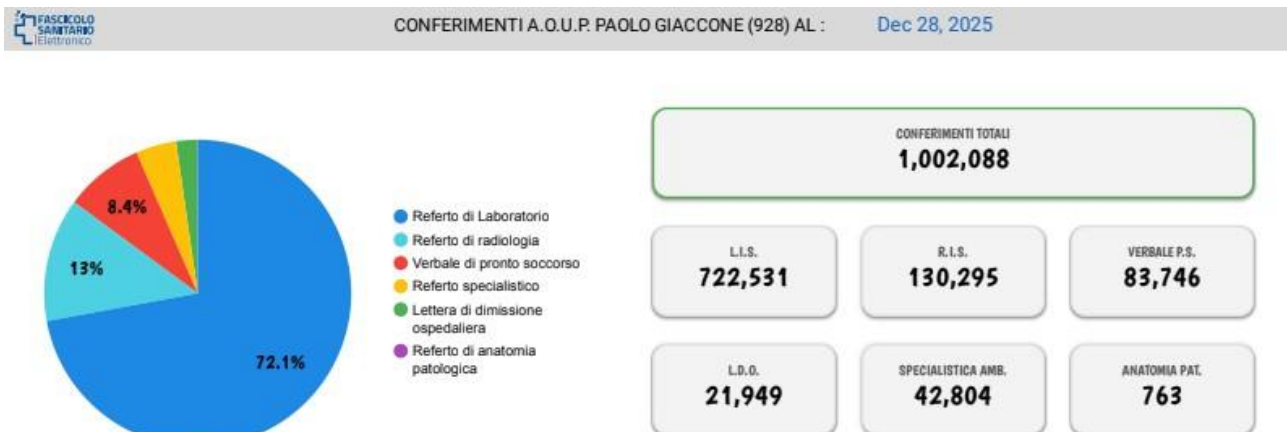 FASCICOLO
SANITARIO
Elettronico
CONFERIMENTI A.O.U.P. PAOLO GIACCONE (928) AL : Dec 28, 2025
8.4%
13%
72.1%
Referto di Laboratorio
Referto di radiologia
Verbale di pronto soccorso
Referto specialistico
Lettera di dimissione
ospedaliera
Referto di anatomia
patologica
CONFERIMENTI TOTALI
1,002,088
L.I.S.
722,531
R.I.S.
130,295
VERBALE P.S.
83,746
L.D.O.
21,949
SPECIALISTICA AMB.
42,804
ANATOMIA PAT.
763